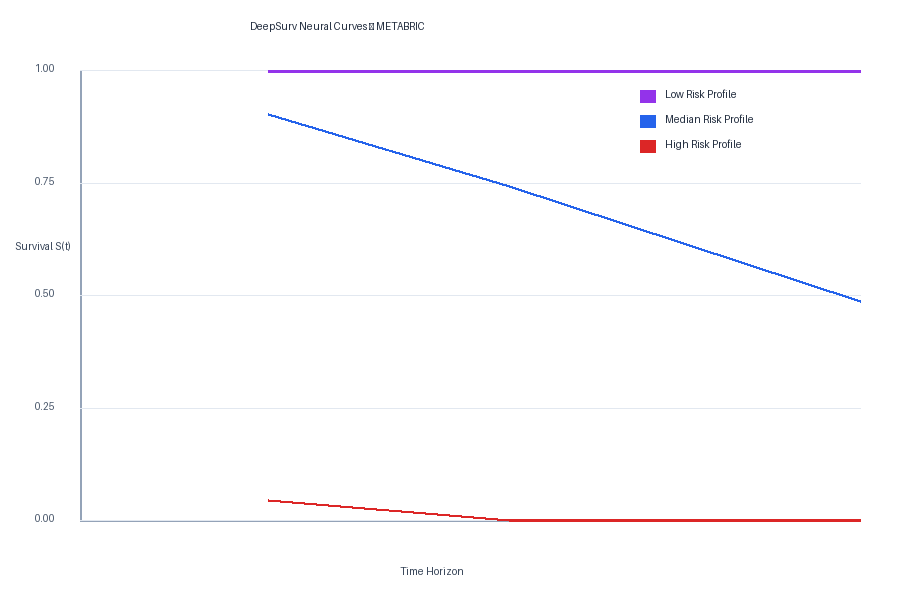 DeepSurv Neural Curves▯ METABRIC
1.00
Low Risk Profile
Median Risk Profile
High Risk Profile
0.75
Survival S(t)
0.50
0.25
0.00
Time Horizon